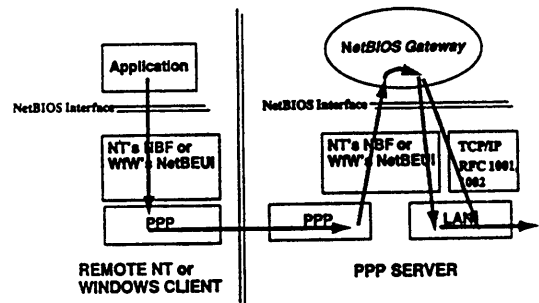 Application
NetBIOS Interface
NT's NBF or
WfW's NetBEUI
PPP
REMOTE NT or
WINDOWS CLIENT
NetBIOS Gateway
NetBIOS Interface
NT's NBF or
WfW's NetBEUI
TCP/IP
RFC 1001,
1002
PPP
LAN
PPP SERVER